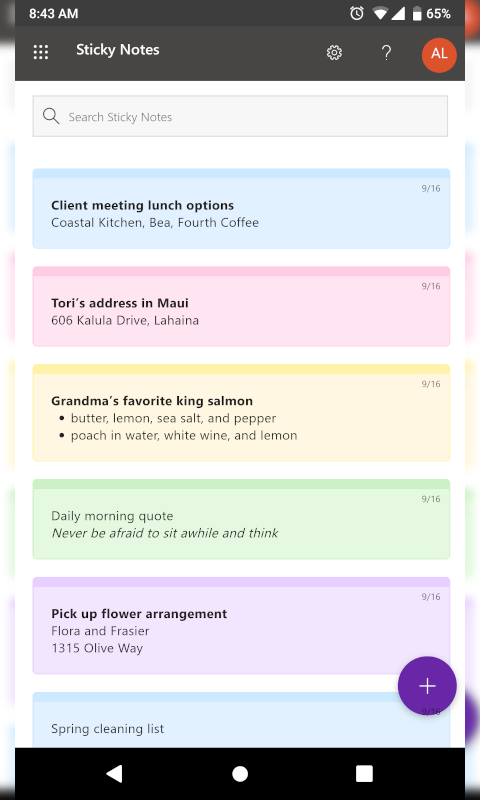 8:43 AM
65%
Sticky Notes
?
AL
Search Sticky Notes
9/16
Client meeting lunch options
Coastal Kitchen, Bea, Fourth Coffee
9/16
Tori's address in Maui
606 Kalula Drive, Lahaina
9/16
Grandma's favorite king salmon
• butter, lemon, sea salt, and pepper
• poach in water, white wine, and lemon
9/16
Daily morning quote
Never be afraid to sit awhile and think
9/16
Pick up flower arrangement
Flora and Frasier
1315 Olive Way
+
9/16
Spring cleaning list